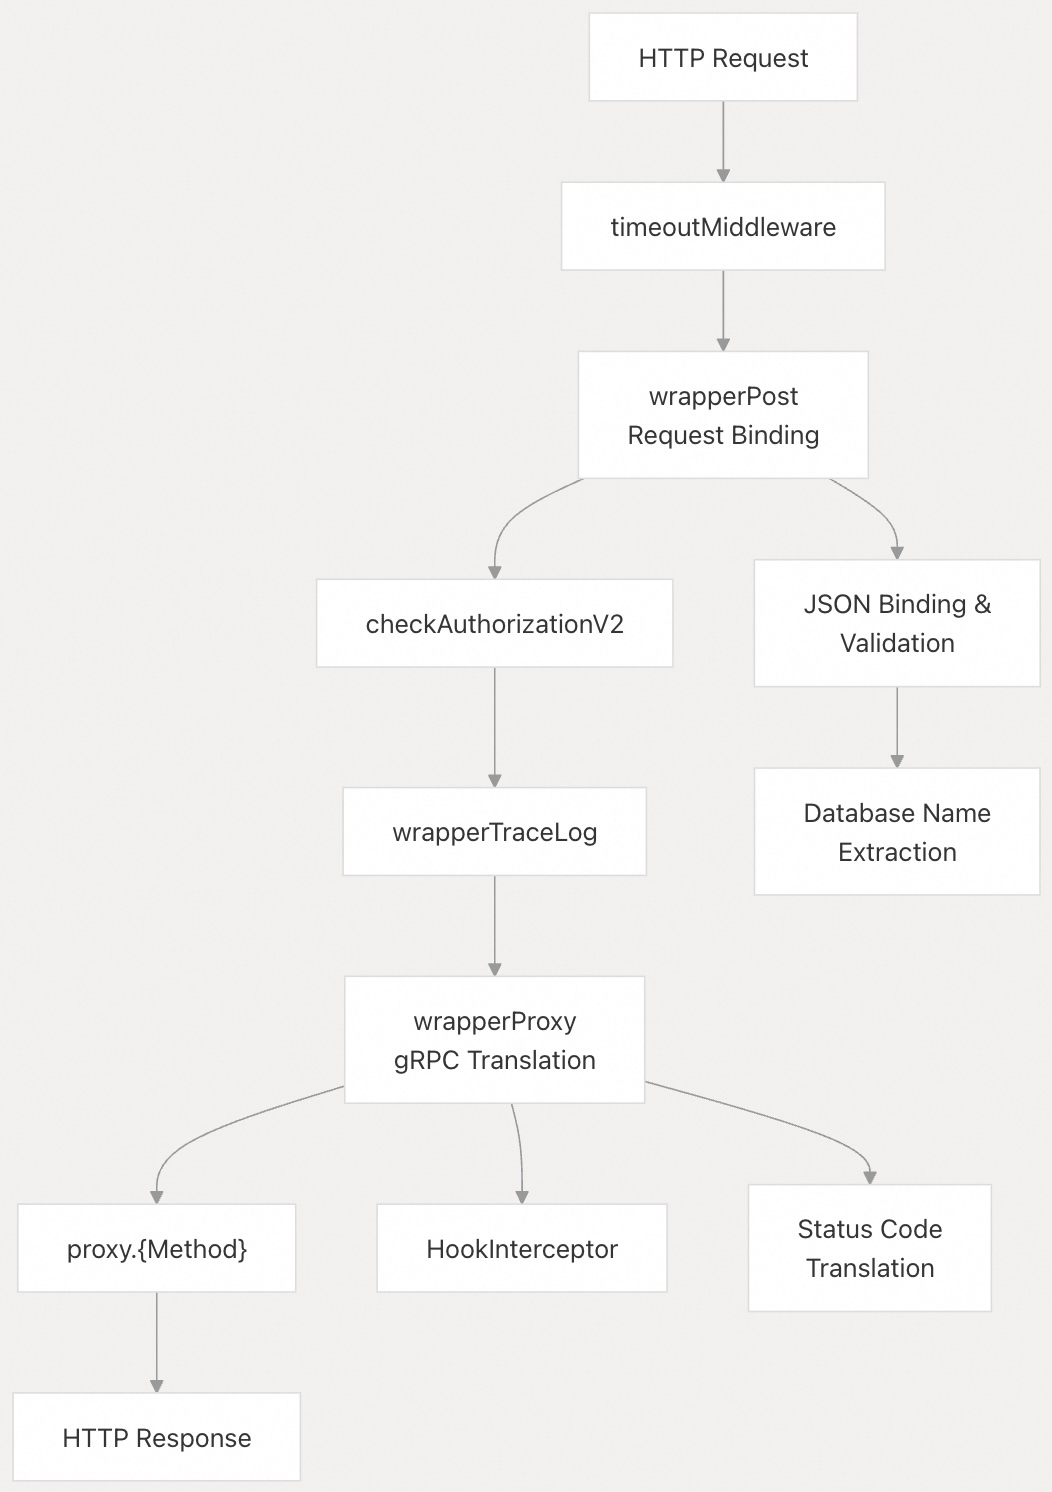 HTTP Request
timeoutMiddleware
wrapperPost
Request Binding
checkAuthorizationV2
JSON Binding &
Validation
wrapperTraceLog
Database Name
Extraction
wrapperProxy
gRPC Translation
proxy.{Method}
HookInterceptor
Status Code
Translation
HTTP Response